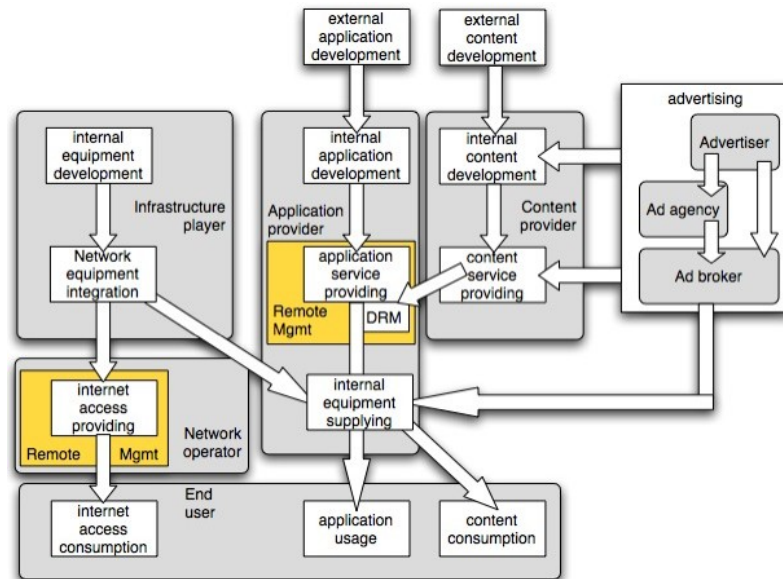 external
application
development
external
content
development
advertising
Advertiser
Ad agency
Ad broker
internal
equipment
development
Infrastructure
player
Network
equipment
integration
internal
application
development
Application
provider
application
service
providing
Remote
Mgmt
DRM
internal
content
development
Content
provider
content
service
providing
internal
equipment
supplying
internet
access
providing
Remote Mgmt
Network
operator
End
user
internet
access
consumption
application
usage
content
consumption